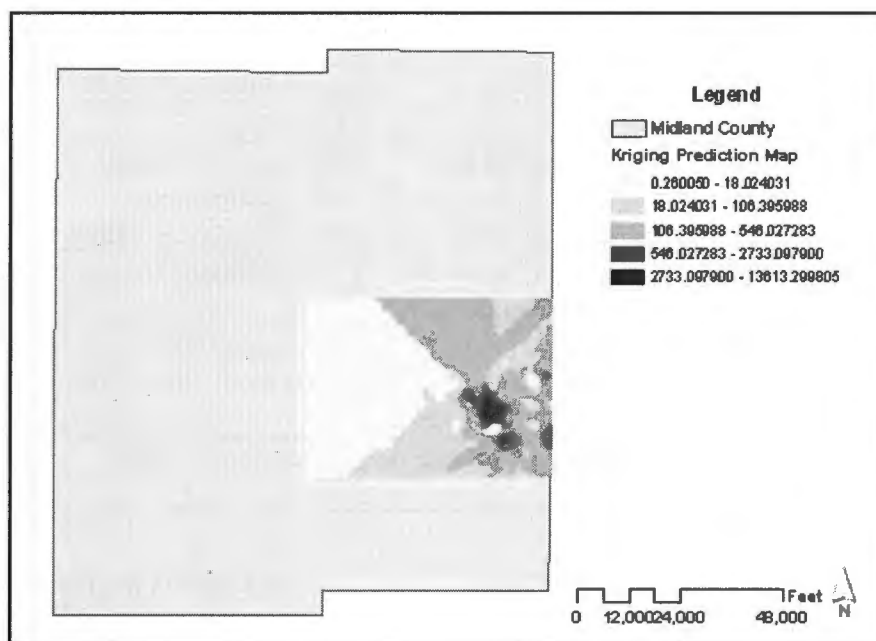 Legend
Midland County
Kriging Prediction Map
0.260050 - 18.024031
18.024031 - 106.395988
106.395988 - 546.027283
546.027283 - 2733.097900
2733.097900 - 13613.299805
Feet
0 12,00024,000 48,000
N